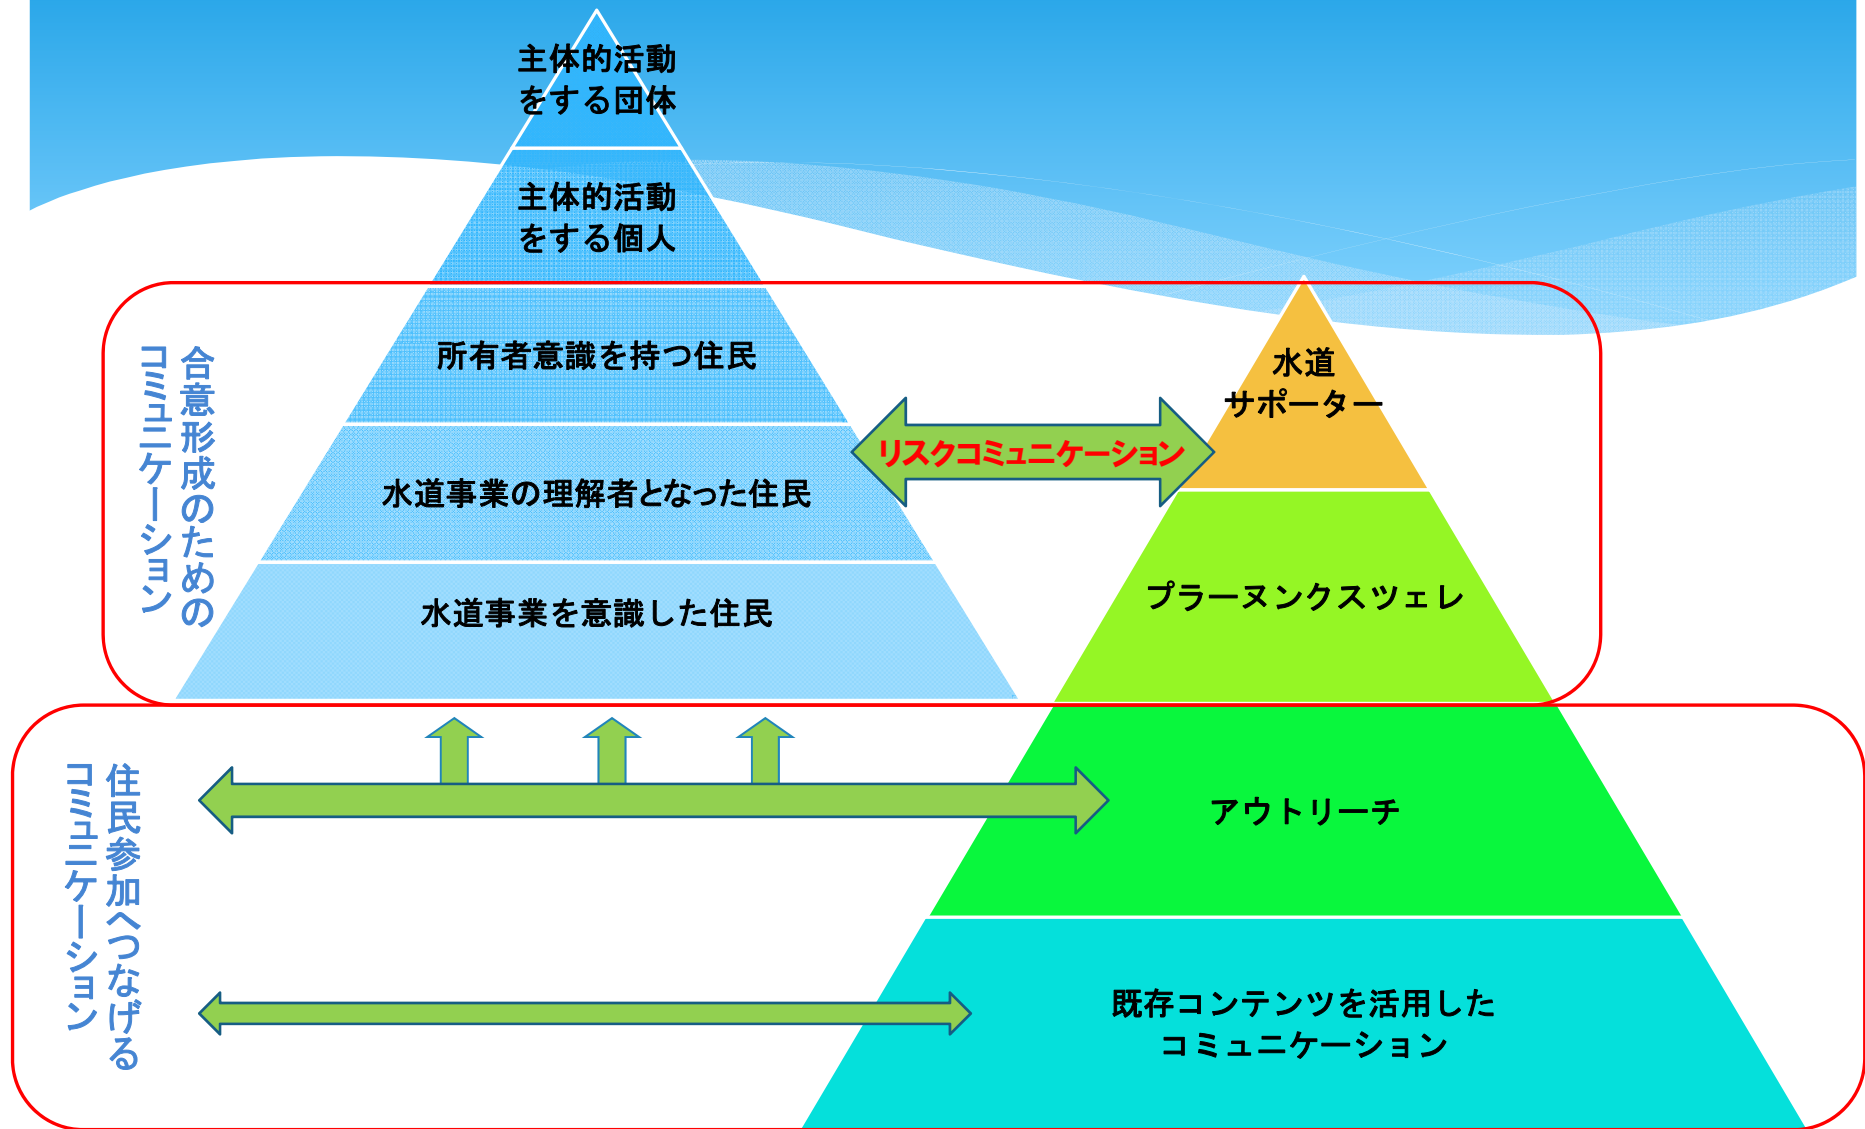 主体的活動
をする団体
主体的活動
をする個人
所有者意識を持つ住民
水道事業の理解者となった住民
水道事業を意識した住民
合意形成のための
コミュニケーション
リスクコミュニケーション
水道
サポーター
プラーヌンクスツェレ
アウトリーチ
既存コンテンツを活用した
コミュニケーション
住民参加へつなげる
コミュニケーション